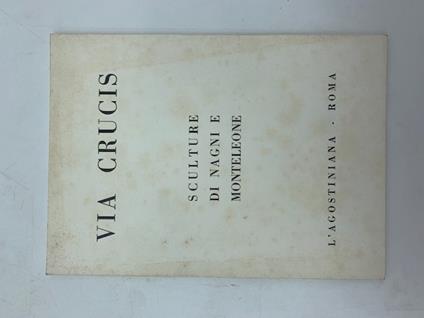 VIA CRUCIS
SCULTURE
DI NAGNI E
MONTELEONE
L'AGOSTINIANA - ROMA